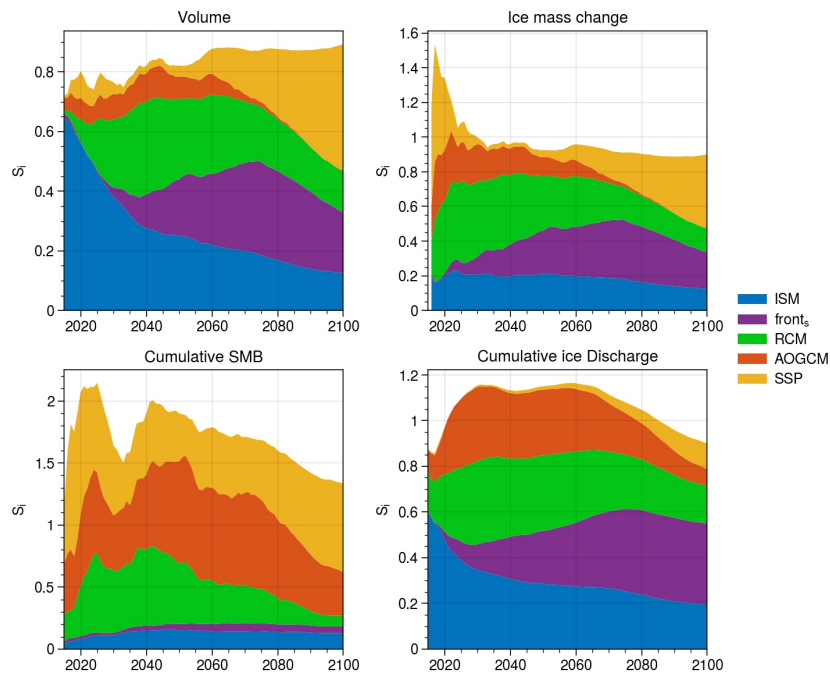 Volume
Ice mass change
0.8
0.6
0.4
0.2
0
Sᵢ
2020 2040 2060 2080 2100
1.6
1.4
1.2
1
0.8
0.6
0.4
0.2
0
Sᵢ
2020 2040 2060 2080 2100
ISM
frontₛ
RCM
AOGCM
SSP
Cumulative SMB
Cumulative ice Discharge
2
1.5
1
0.5
0
Sᵢ
2020 2040 2060 2080 2100
1.2
1
0.8
0.6
0.4
0.2
0
Sᵢ
2020 2040 2060 2080 2100